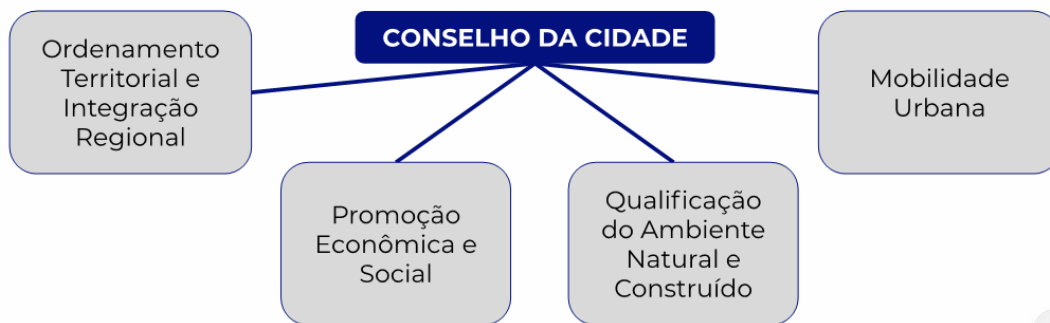 CONSELHO DA CIDADE
Ordenamento
Territorial e
Integração
Regional
Promoção
Econômica e
Social
Qualificação
do Ambiente
Natural e
Construído
Mobilidade
Urbana